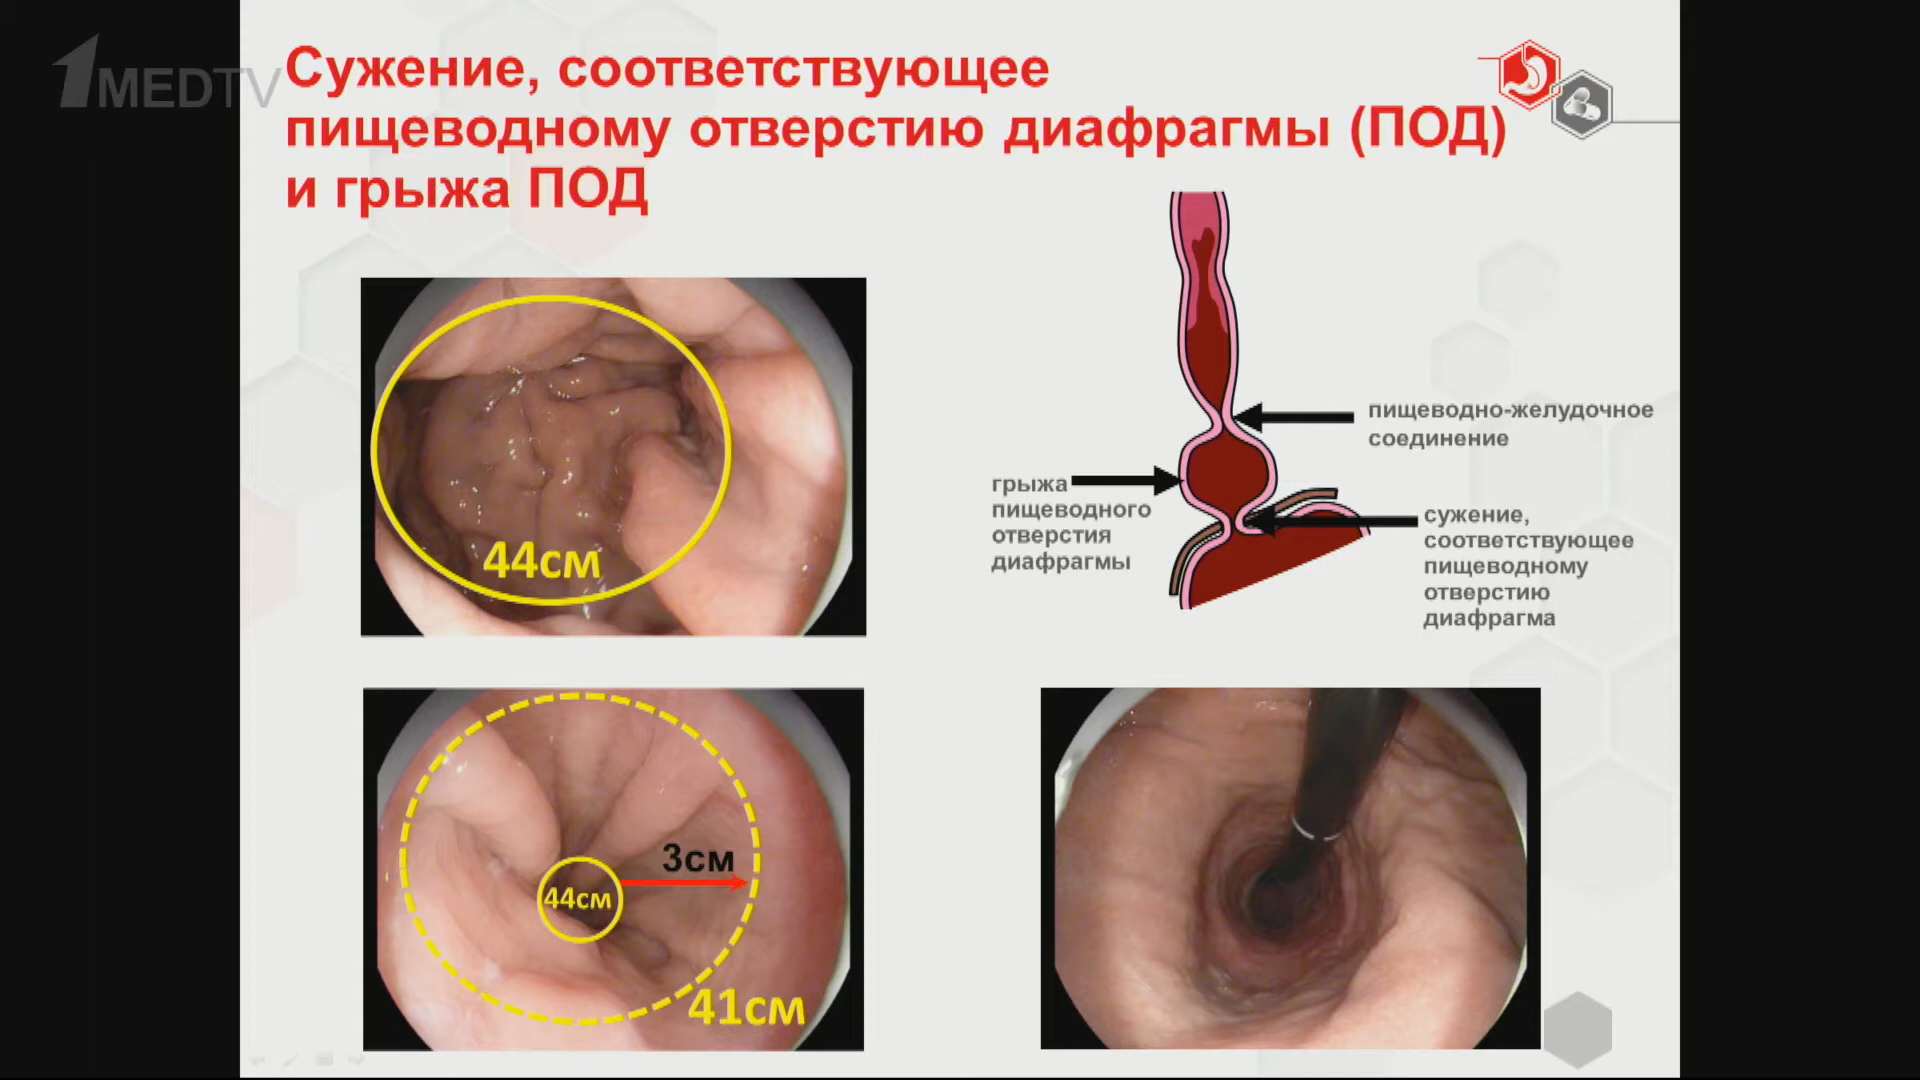 1MEDTV
Сужение, соответствующее
пищеводному отверстию диафрагмы (ПОД)
и грыжа ПОД
44см
пищеводно-желудочное
соединение
грыжа
пищеводного
отверстия
диафрагмы
сужение,
соответствующее
пищеводному
отверстию
диафрагма
3см
44см
41см